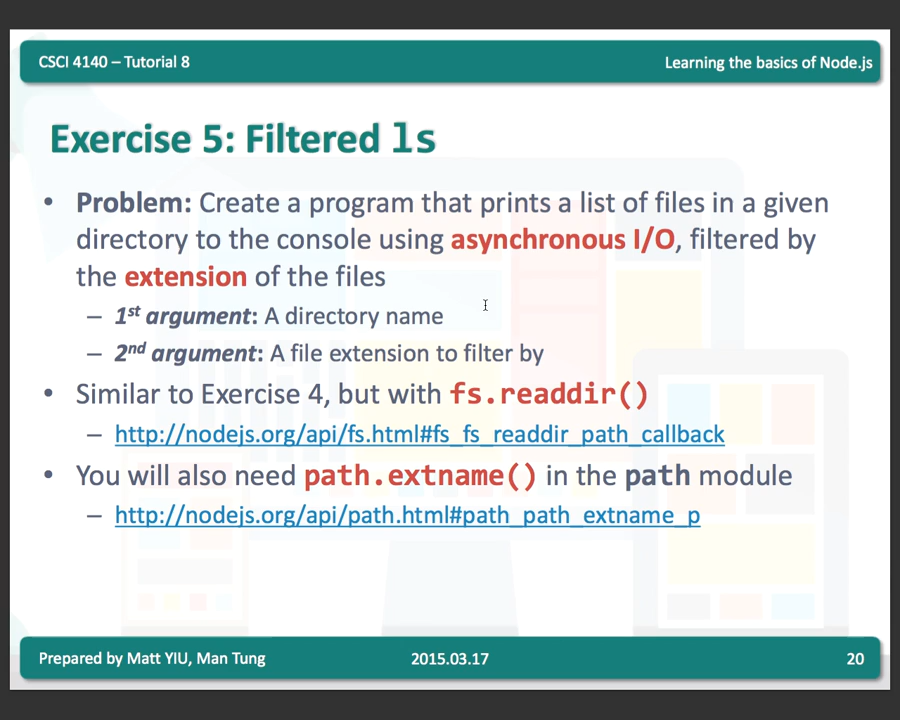 CSCI 4140 – Tutorial 8
Learning the basics of Node.js
Exercise 5: Filtered ls
• Problem: Create a program that prints a list of files in a given
directory to the console using asynchronous I/O, filtered by
the extension of the files
– 1st argument: A directory name
– 2nd argument: A file extension to filter by
• Similar to Exercise 4, but with fs.readdir()
– http://nodejs.org/api/fs.html#fs_fs_readdir_path_callback
• You will also need path.extname() in the path module
– http://nodejs.org/api/path.html#path_path_extname_p
Prepared by Matt YIU, Man Tung
2015.03.17
20